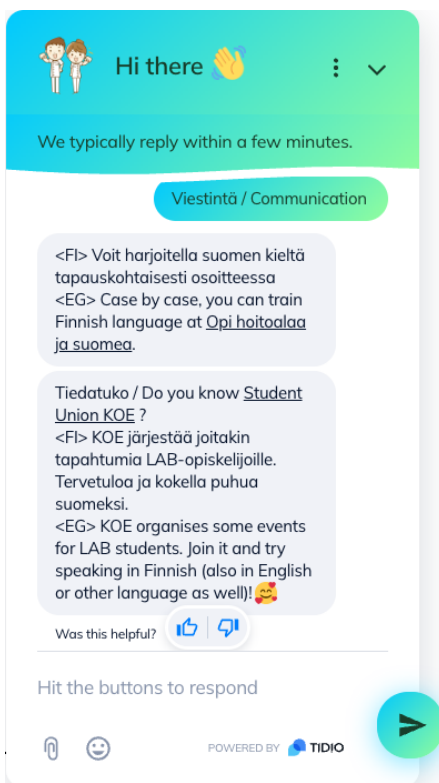 Hi there 👋
We typically reply within a few minutes.
Viestintä / Communication
<FI> Voit harjoitella suomen kieltä
tapauskohtaisesti osoitteessa
<EG> Case by case, you can train
Finnish language at Opi hoitoalaa
ja suomea.
Tiedatuko / Do you know Student
Union KOE ?
<FI> KOE järjestää joitakin
tapahtumia LAB-opiskelijoille.
Tervetuloa ja kokella puhua
suomeksi.
<EG> KOE organises some events
for LAB students. Join it and try
speaking in Finnish (also in English
or other language as well)!🥰
Was this helpful?
Hit the buttons to respond
POWERED BY TIDIO